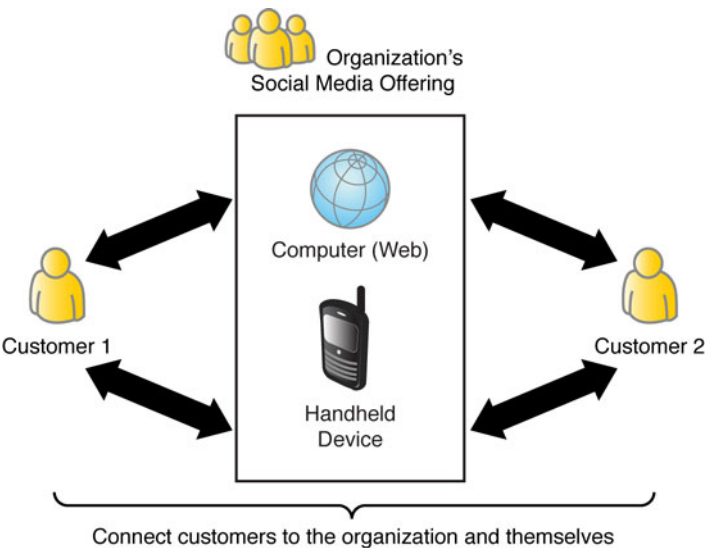 Organization's
Social Media Offering
Computer (Web)
Customer 1
Customer 2
Handheld
Device
Connect customers to the organization and themselves